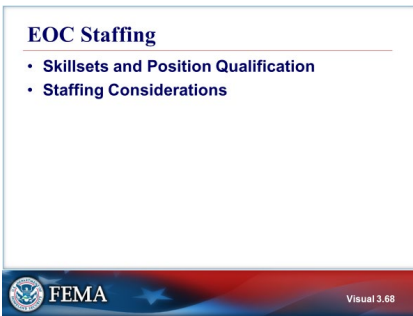 EOC Staffing
• Skillsets and Position Qualification
• Staffing Considerations
FEMA
Visual 3.68